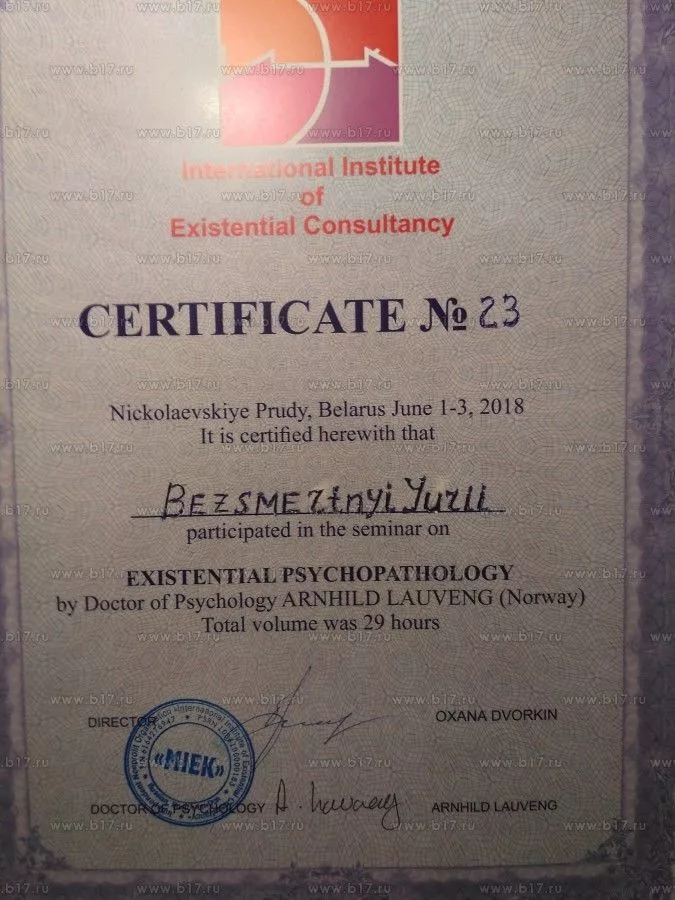 International Institute
of
Existential Consultancy
CERTIFICATE № 23
Nickolaevskiye Prudy, Belarus June 1-3, 2018
It is certified herewith that
BEZSMERtnyi Yurii
participated in the seminar on
EXISTENTIAL PSYCHOPATHOLOGY
by Doctor of Psychology ARNHILD LAUVENG (Norway)
Total volume was 29 hours
DIRECTOR
OXANA DVORKIN
«MIEK»
DOCTOR OF PSYCHOLOGY
ARNHILD LAUVENG
www.b17.ru